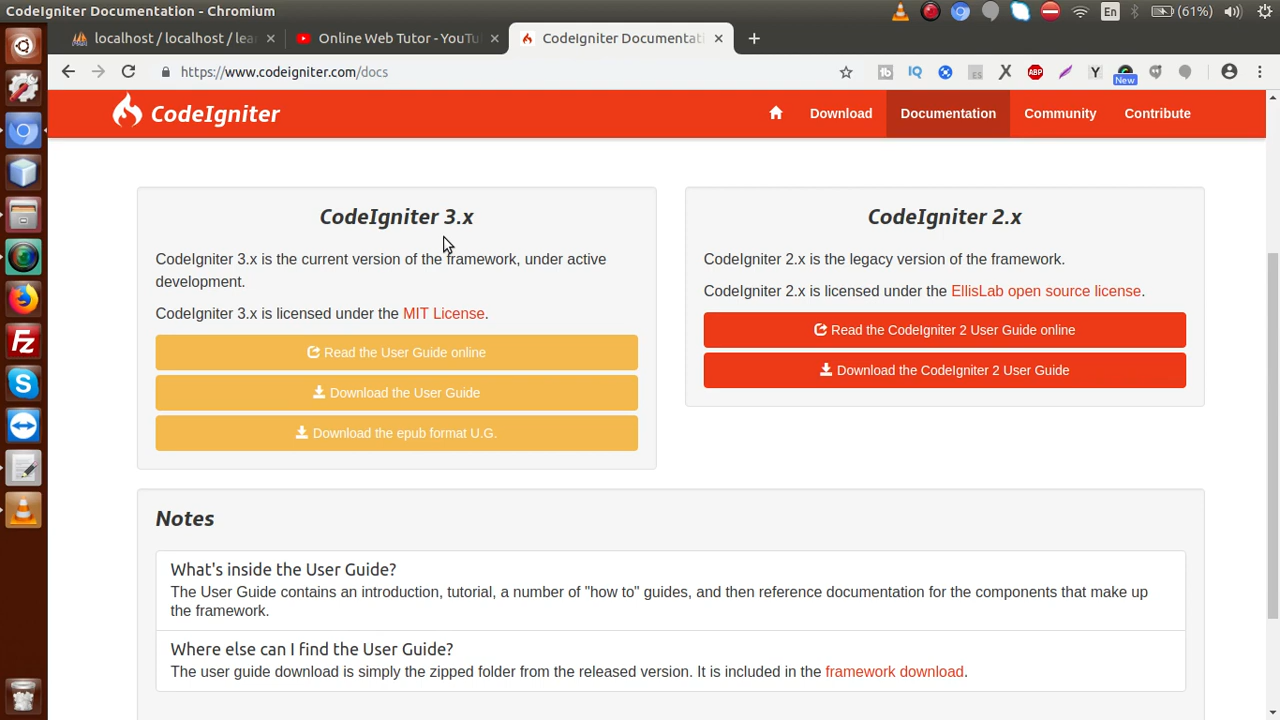 CodeIgniter Documentation - Chromium
En
(61%)
localhost / localhost / lea
Online Web Tutor - YouTu
CodeIgniter Documentati
https://www.codeigniter.com/docs
tb
IQ
ES
X
ABP
Y
New
CodeIgniter
Download
Documentation
Community
Contribute
CodeIgniter 3.x
CodeIgniter 3.x is the current version of the framework, under active
development.
CodeIgniter 3.x is licensed under the MIT License.
Read the User Guide online
Download the User Guide
Download the epub format U.G.
CodeIgniter 2.x
CodeIgniter 2.x is the legacy version of the framework.
CodeIgniter 2.x is licensed under the EllisLab open source license.
Read the CodeIgniter 2 User Guide online
Download the CodeIgniter 2 User Guide
Notes
What's inside the User Guide?
The User Guide contains an introduction, tutorial, a number of "how to" guides, and then reference documentation for the components that make up
the framework.
Where else can I find the User Guide?
The user guide download is simply the zipped folder from the released version. It is included in the framework download.